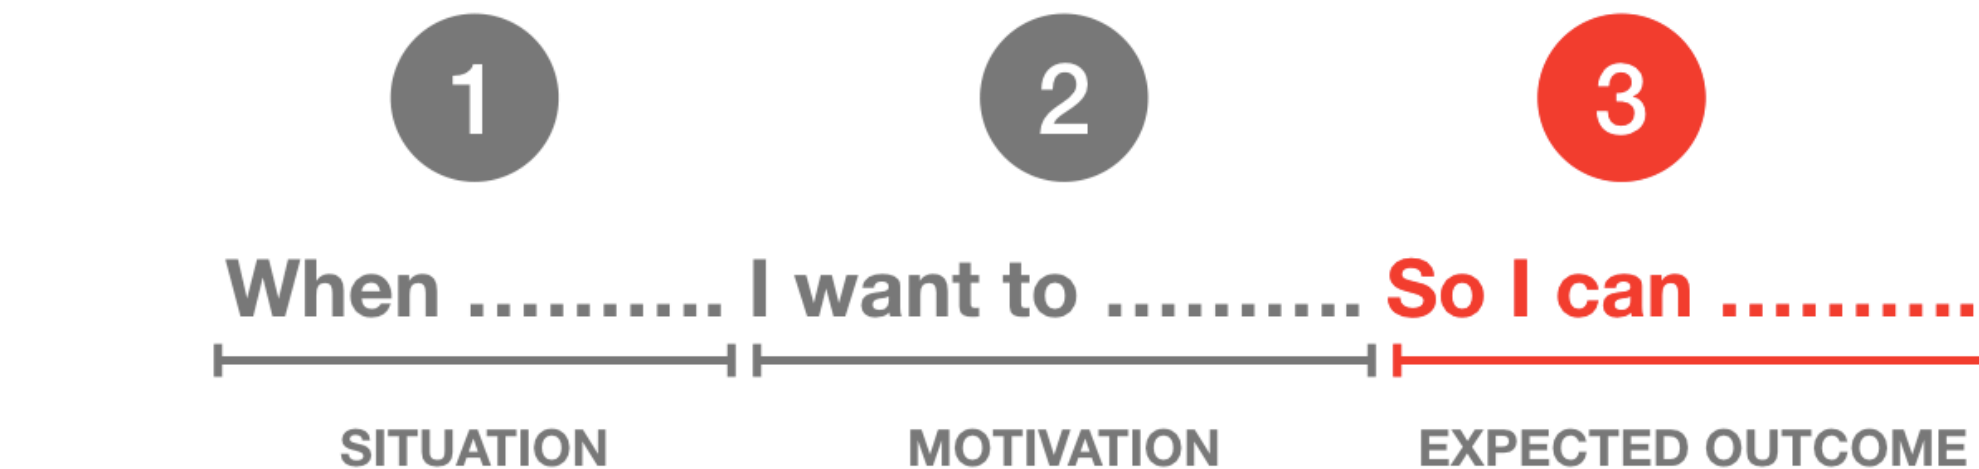 1 2 3
When .......... I want to .......... So I can ..........
SITUATION MOTIVATION EXPECTED OUTCOME